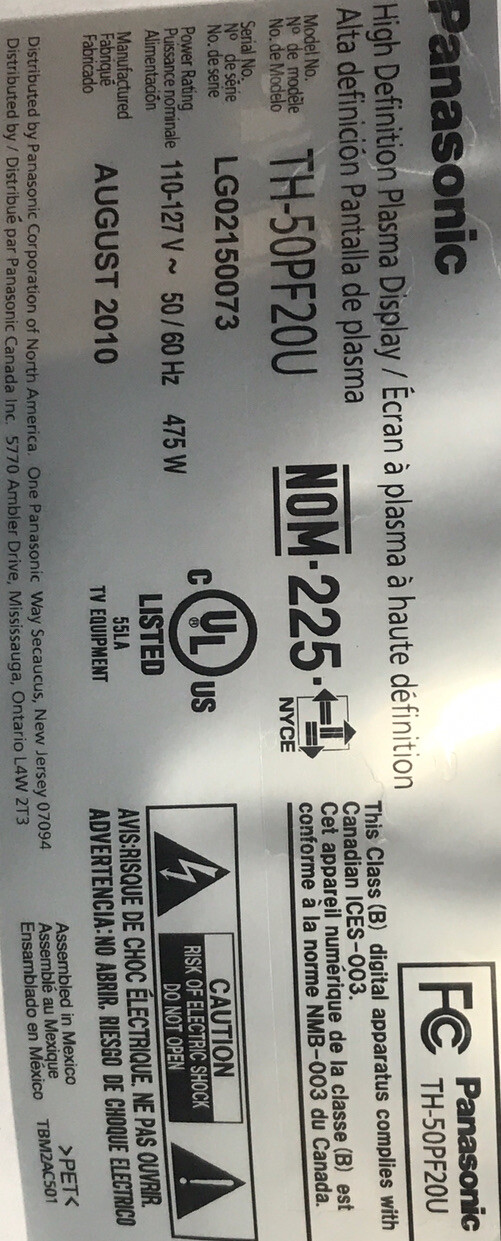 Panasonic
High Definition Plasma Display / Écran à plasma à haute définition
Alta definición Pantalla de plasma
Model No.
Nº de modèle
No. de Modelo
TH-50PF20U
Serial No.
Nº de série
No. de serie
LG02150073
Power Rating
Puissance nominale
Alimentación
110-127 V ~ 50 / 60 Hz 475 W
Manufactured
Fabriqué
Fabricado
AUGUST 2010
NOM-225-
NYCE
C UL ® US
LISTED
55LA
TV EQUIPMENT
FC Panasonic
TH-50PF20U
This Class (B) digital apparatus complies with
Canadian ICES-003.
Cet appareil numérique de la classe (B) est
conforme à la norme NMB-003 du Canada.
CAUTION
RISK OF ELECTRIC SHOCK
DO NOT OPEN
AVIS:RISQUE DE CHOC ÉLECTRIQUE. NE PAS OUVRIR.
ADVERTENCIA:NO ABRIR. RIESGO DE CHOQUE ELECTRICO
Distributed by Panasonic Corporation of North America. One Panasonic Way Secaucus, New Jersey 07094
Distributed by / Distribué par Panasonic Canada Inc. 5770 Ambler Drive, Mississauga, Ontario L4W 2T3
Assembled in Mexico
Assemblé au Mexique
Ensamblado en México
>PET<
TBM2AC501